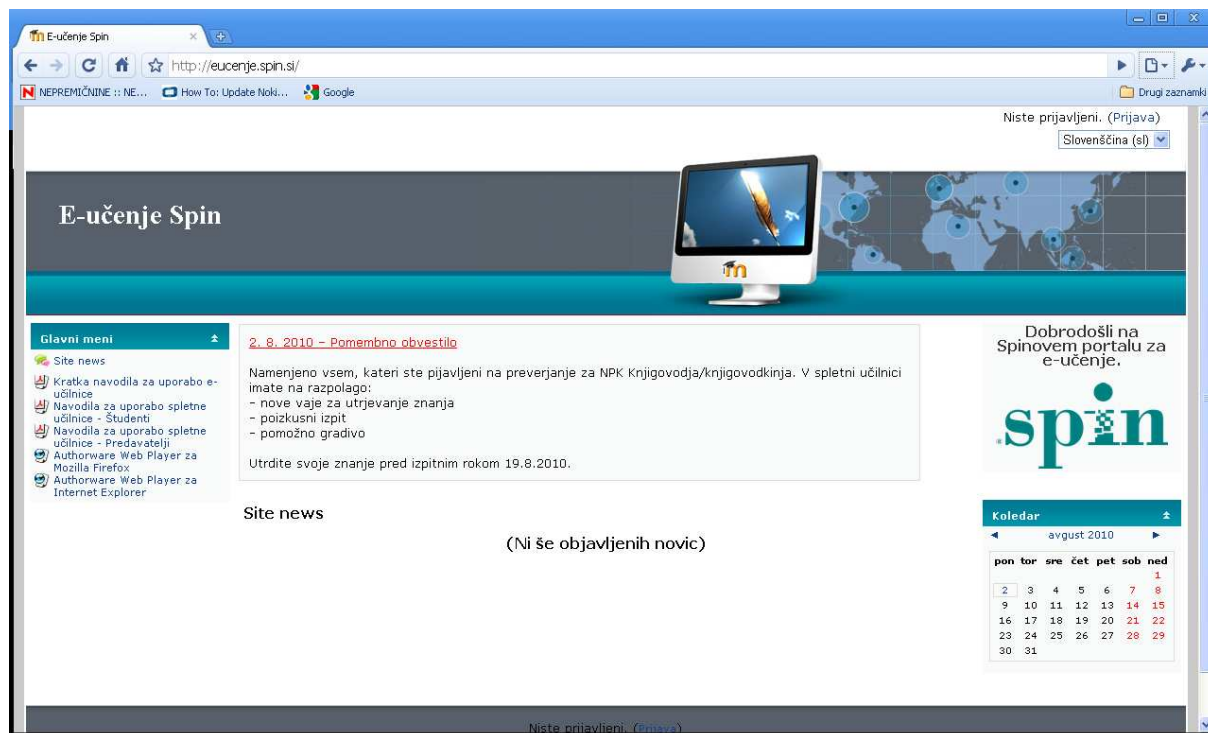 E-učenje Spin
http://eucenje.spin.si/
NEPREMIČNINE :: NE...
How To: Update Noki...
Google
Drugi zaznamki
Niste prijavljeni. (Prijava)
Slovenščina (sl)
E-učenje Spin
Glavni meni
Site news
Kratka navodila za uporabo e-
učilnice
Navodila za uporabo spletne
učilnice - Študenti
Navodila za uporabo spletne
učilnice - Predavatelji
Authorware Web Player za
Mozilla Firefox
Authorware Web Player za
Internet Explorer
2. 8. 2010 – Pomembno obvestilo
Namenjeno vsem, kateri ste pijavljeni na preverjanje za NPK Knjigovodja/knjigovodkinja. V spletni učilnici
imate na razpolago:
– nove vaje za utrjevanje znanja
– poizkusni izpit
– pomožno gradivo
Utrdite svoje znanje pred izpitnim rokom 19.8.2010.
Site news
(Ni še objavljenih novic)
Dobrodošli na
Spinovem portalu za
e-učenje.
.spin
Koledar
avgust 2010
pon tor sre čet pet sob ned
1
2 3 4 5 6 7 8
9 10 11 12 13 14 15
16 17 18 19 20 21 22
23 24 25 26 27 28 29
30 31
Niste prijavljeni. (Prijava)